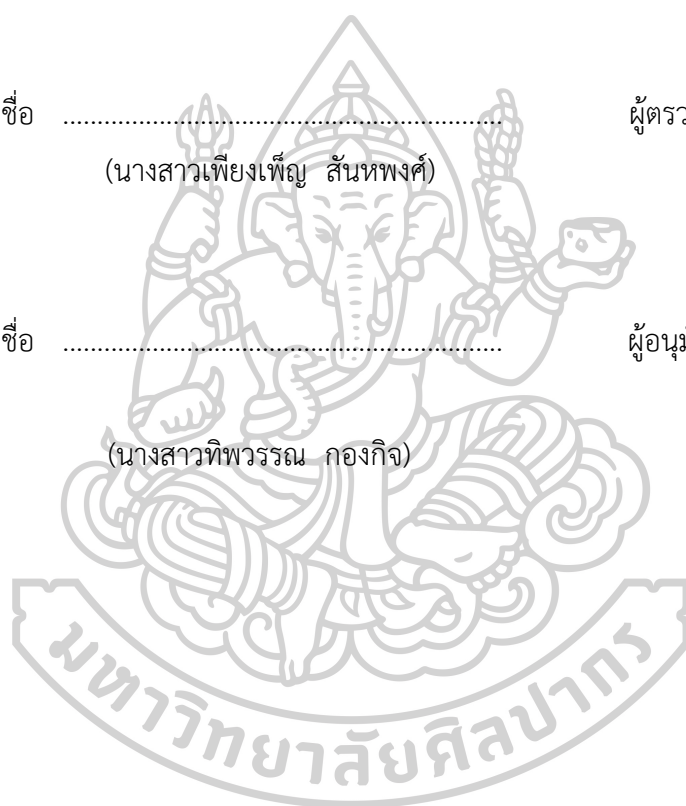 ชื่อ ........................................................... ผู้ตรว
(นางสาวเพียงเพ็ญ สันหพงศ์)
ชื่อ ........................................................... ผู้อนุมั
(นางสาวทิพวรรณ กองกิจ)
มหาวิทยาลัยศิลปากร